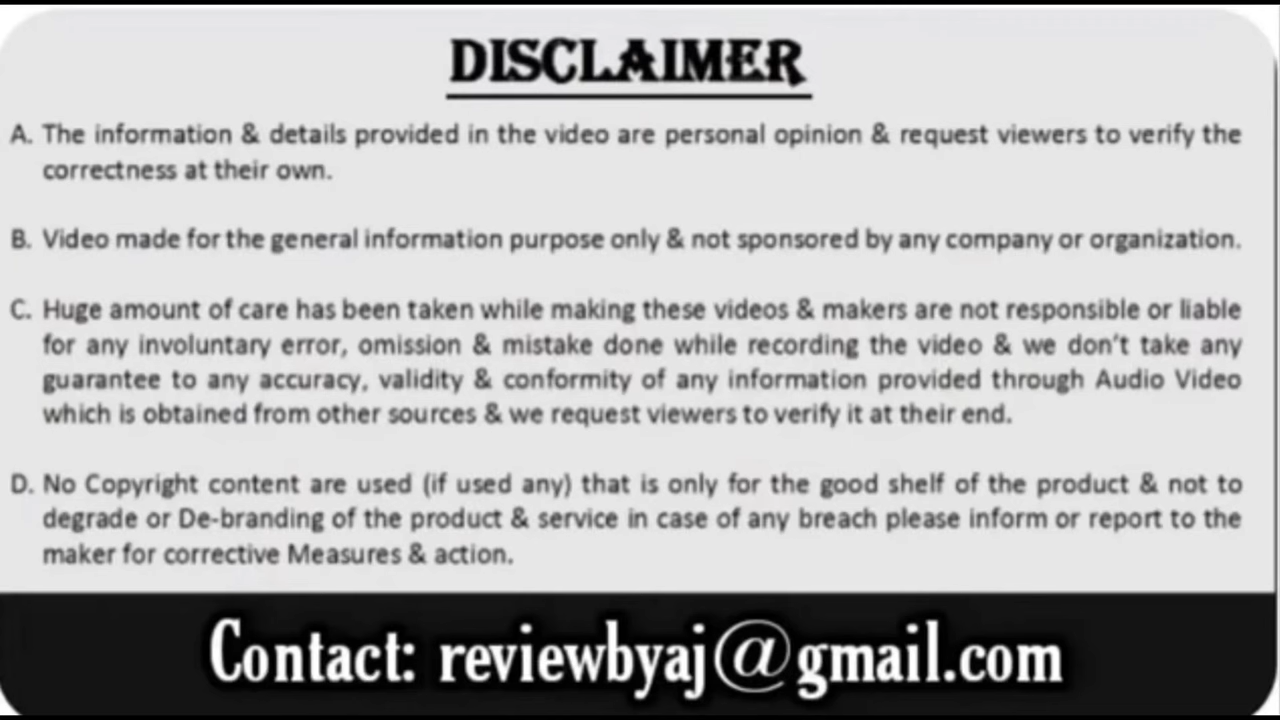 DISCLAIMER
A. The information & details provided in the video are personal opinion & request viewers to verify the
correctness at their own.
B. Video made for the general information purpose only & not sponsored by any company or organization.
C. Huge amount of care has been taken while making these videos & makers are not responsible or liable
for any involuntary error, omission & mistake done while recording the video & we don't take any
guarantee to any accuracy, validity & conformity of any information provided through Audio Video
which is obtained from other sources & we request viewers to verify it at their end.
D. No Copyright content are used (if used any) that is only for the good shelf of the product & not to
degrade or De-branding of the product & service in case of any breach please inform or report to the
maker for corrective Measures & action.
Contact: reviewbyaj@gmail.com